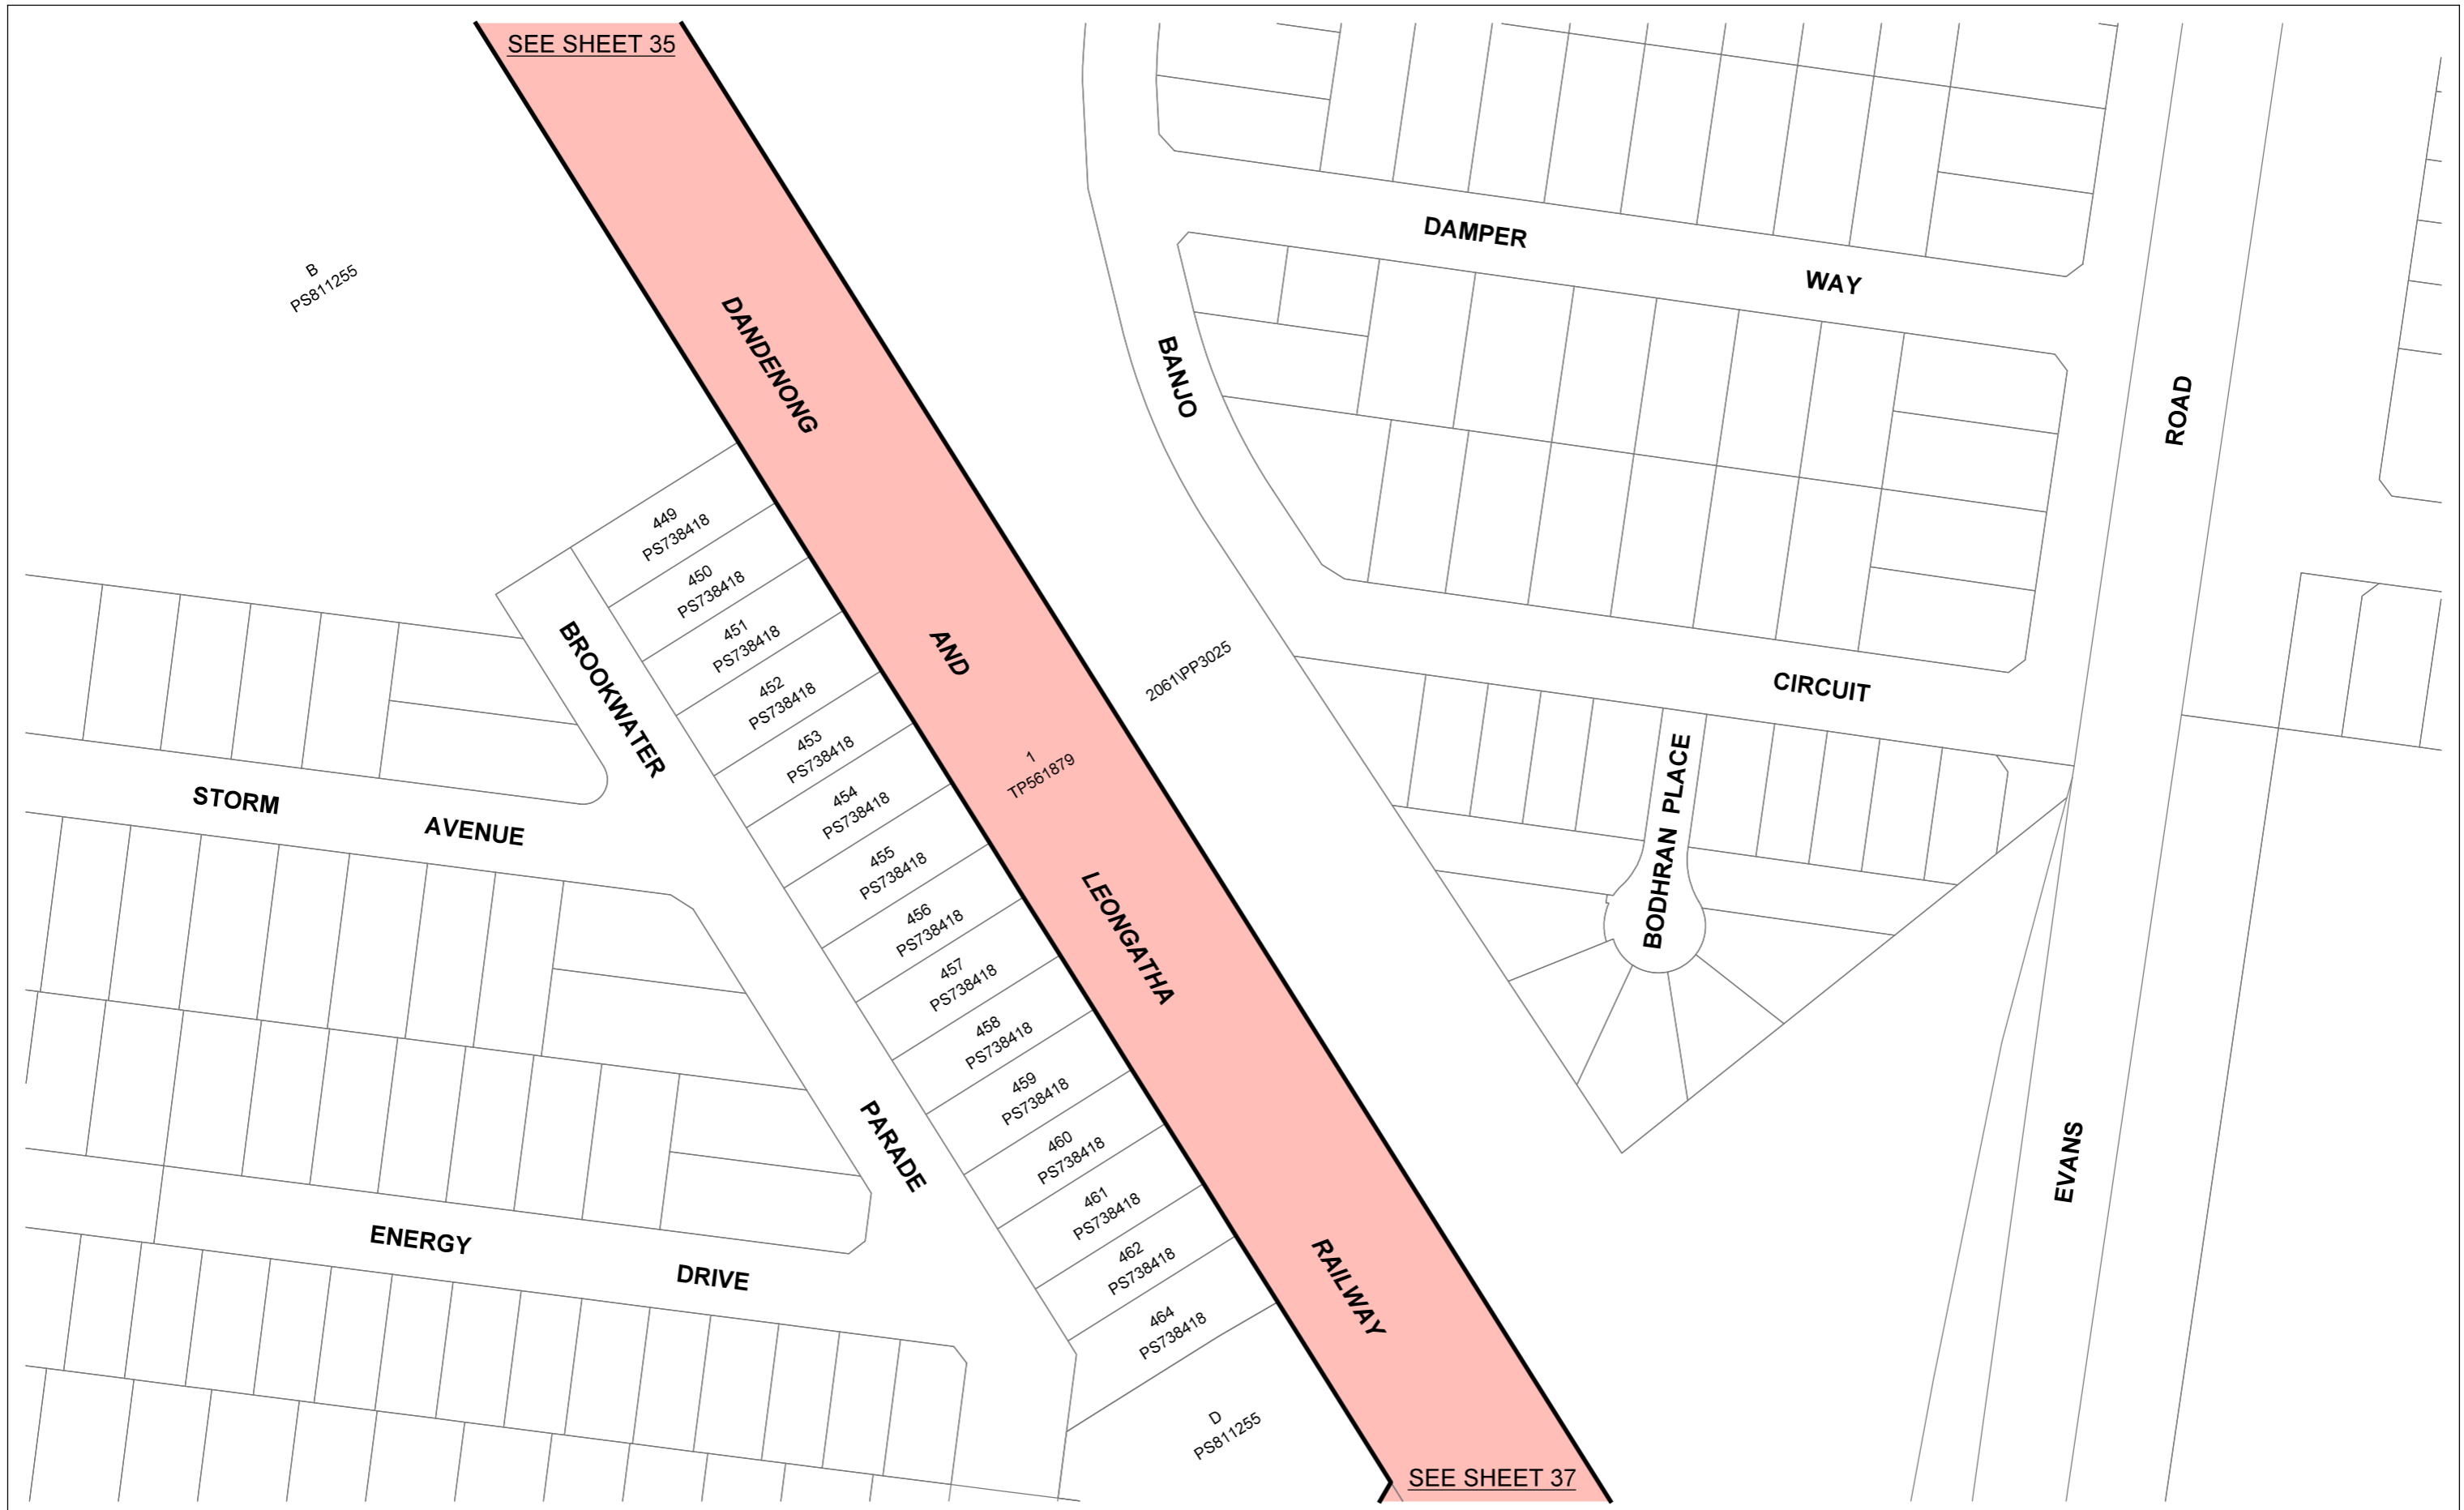 SEE SHEET 35
DANDENONG
AND
LEONGATHA
RAILWAY
SEE SHEET 37
B
PS811255
DAMPER
WAY
BANJO
CIRCUIT
ROAD
EVANS
BODHRAN PLACE
2061\PP3025
1
TP561879
BROOKWATER
PARADE
STORM
AVENUE
ENERGY
DRIVE
449
PS738418
450
PS738418
451
PS738418
452
PS738418
453
PS738418
454
PS738418
455
PS738418
456
PS738418
457
PS738418
458
PS738418
459
PS738418
460
PS738418
461
PS738418
462
PS738418
464
PS738418
D
PS811255